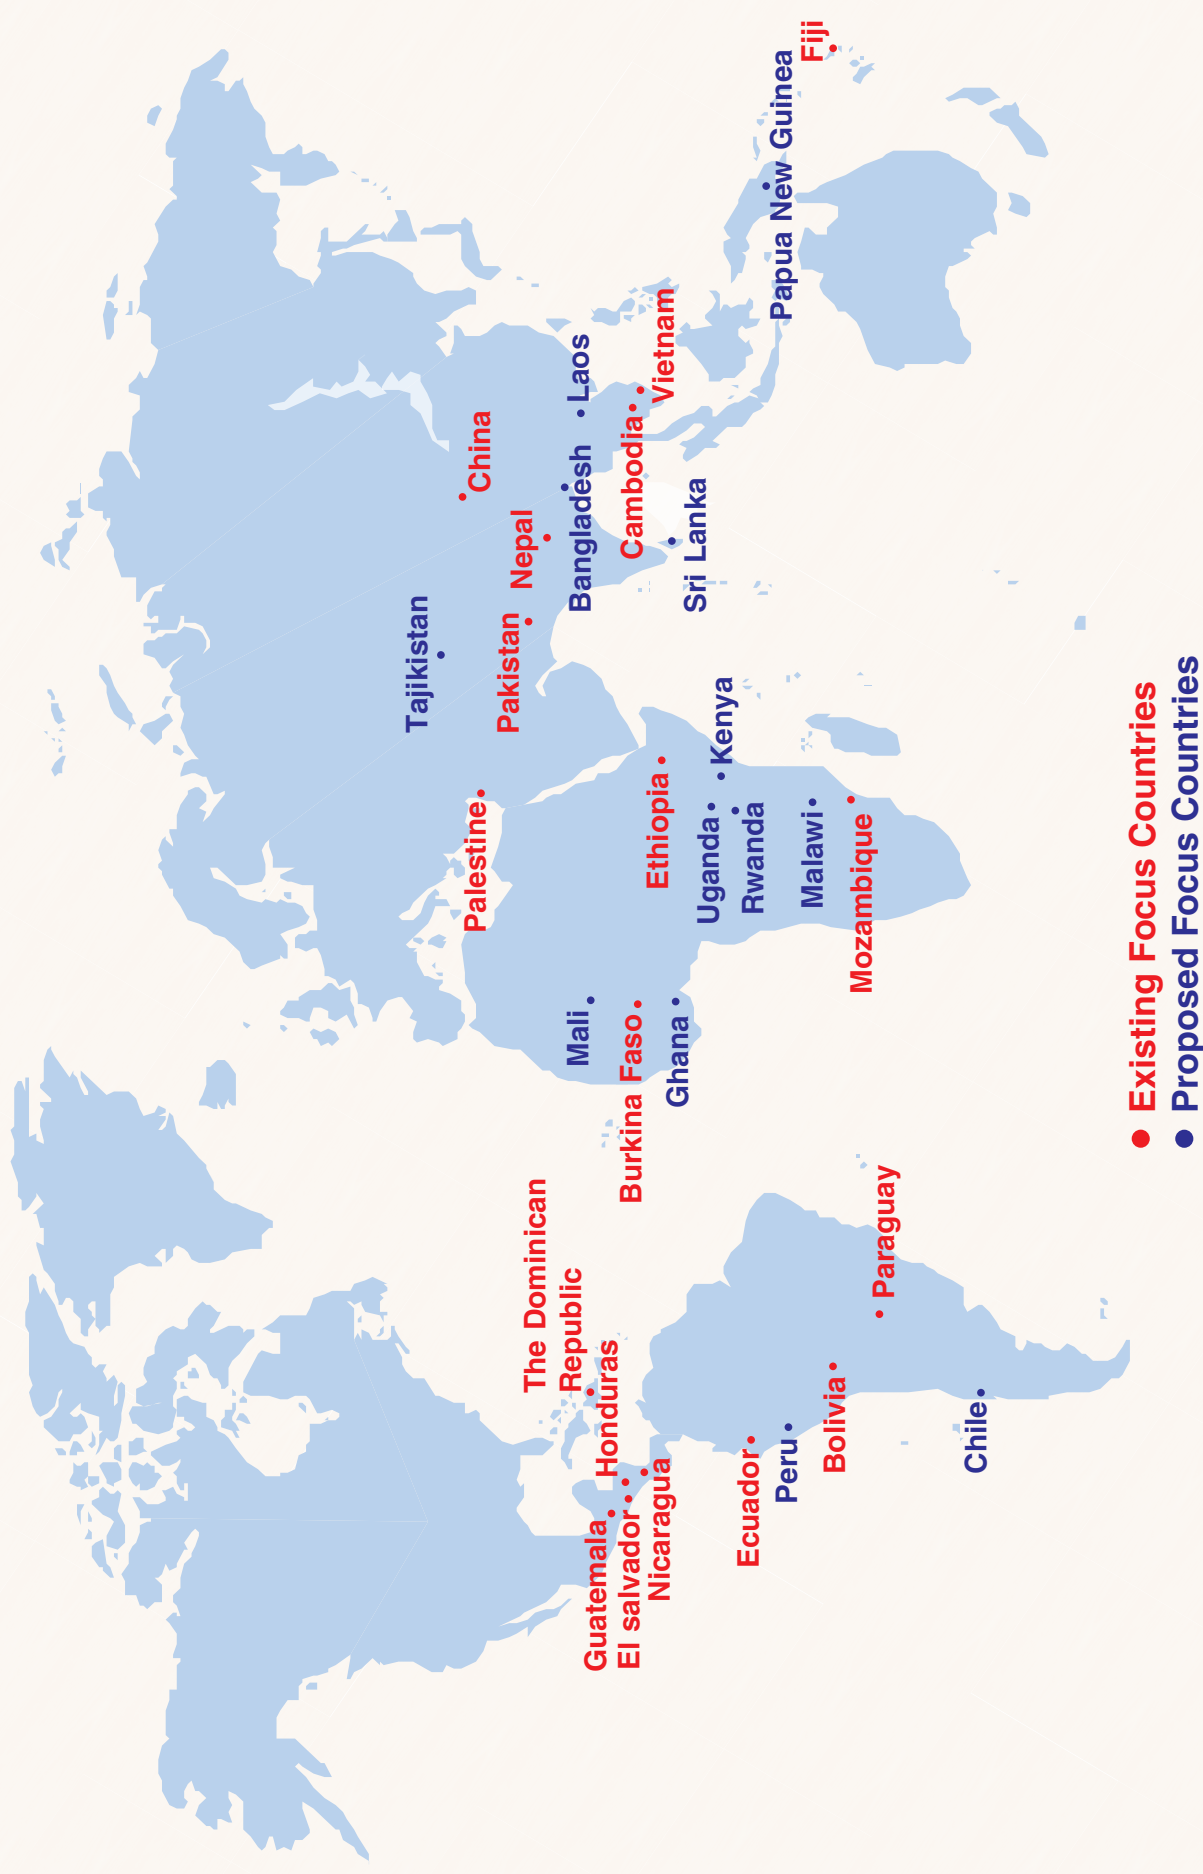 Fiji
Papua New Guinea
Vietnam
Laos
China
Cambodia
Bangladesh
Sri Lanka
Nepal
Tajikistan
Pakistan
Kenya
Palestine
Ethiopia
Uganda
Rwanda
Malawi
Mozambique
Mali
Burkina Faso
Ghana
The Dominican
Republic
Honduras
Guatemala
El salvador
Nicaragua
Paraguay
Bolivia
Ecuador
Peru
Chile
Existing Focus Countries
Proposed Focus Countries